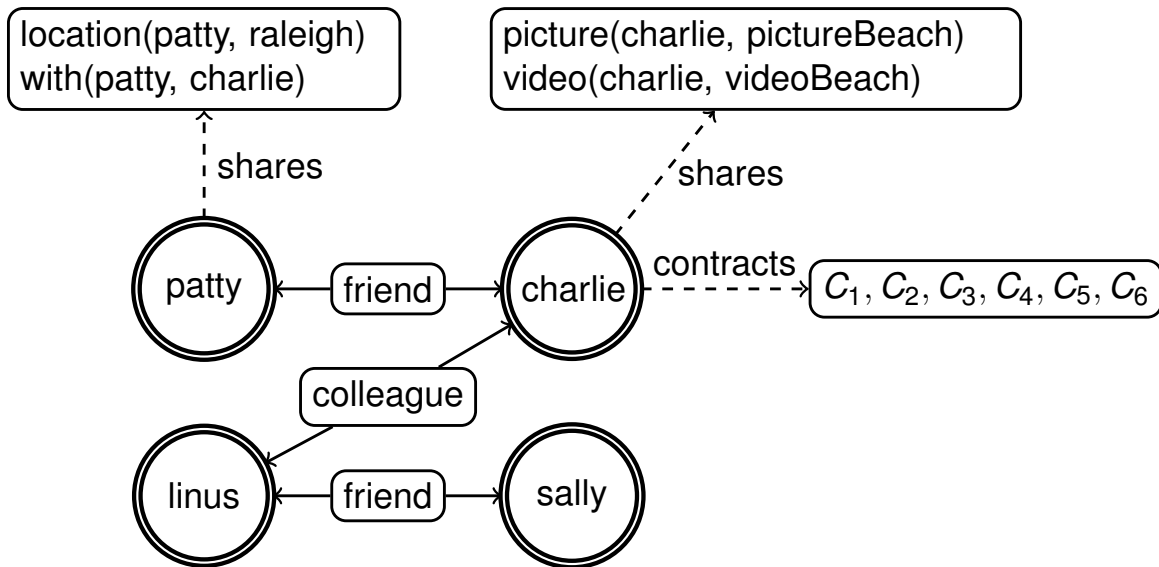 location(patty, raleigh)
with(patty, charlie)
picture(charlie, pictureBeach)
video(charlie, videoBeach)
shares
shares
patty
friend
charlie
contracts
C₁, C₂, C₃, C₄, C₅, C₆
colleague
linus
friend
sally